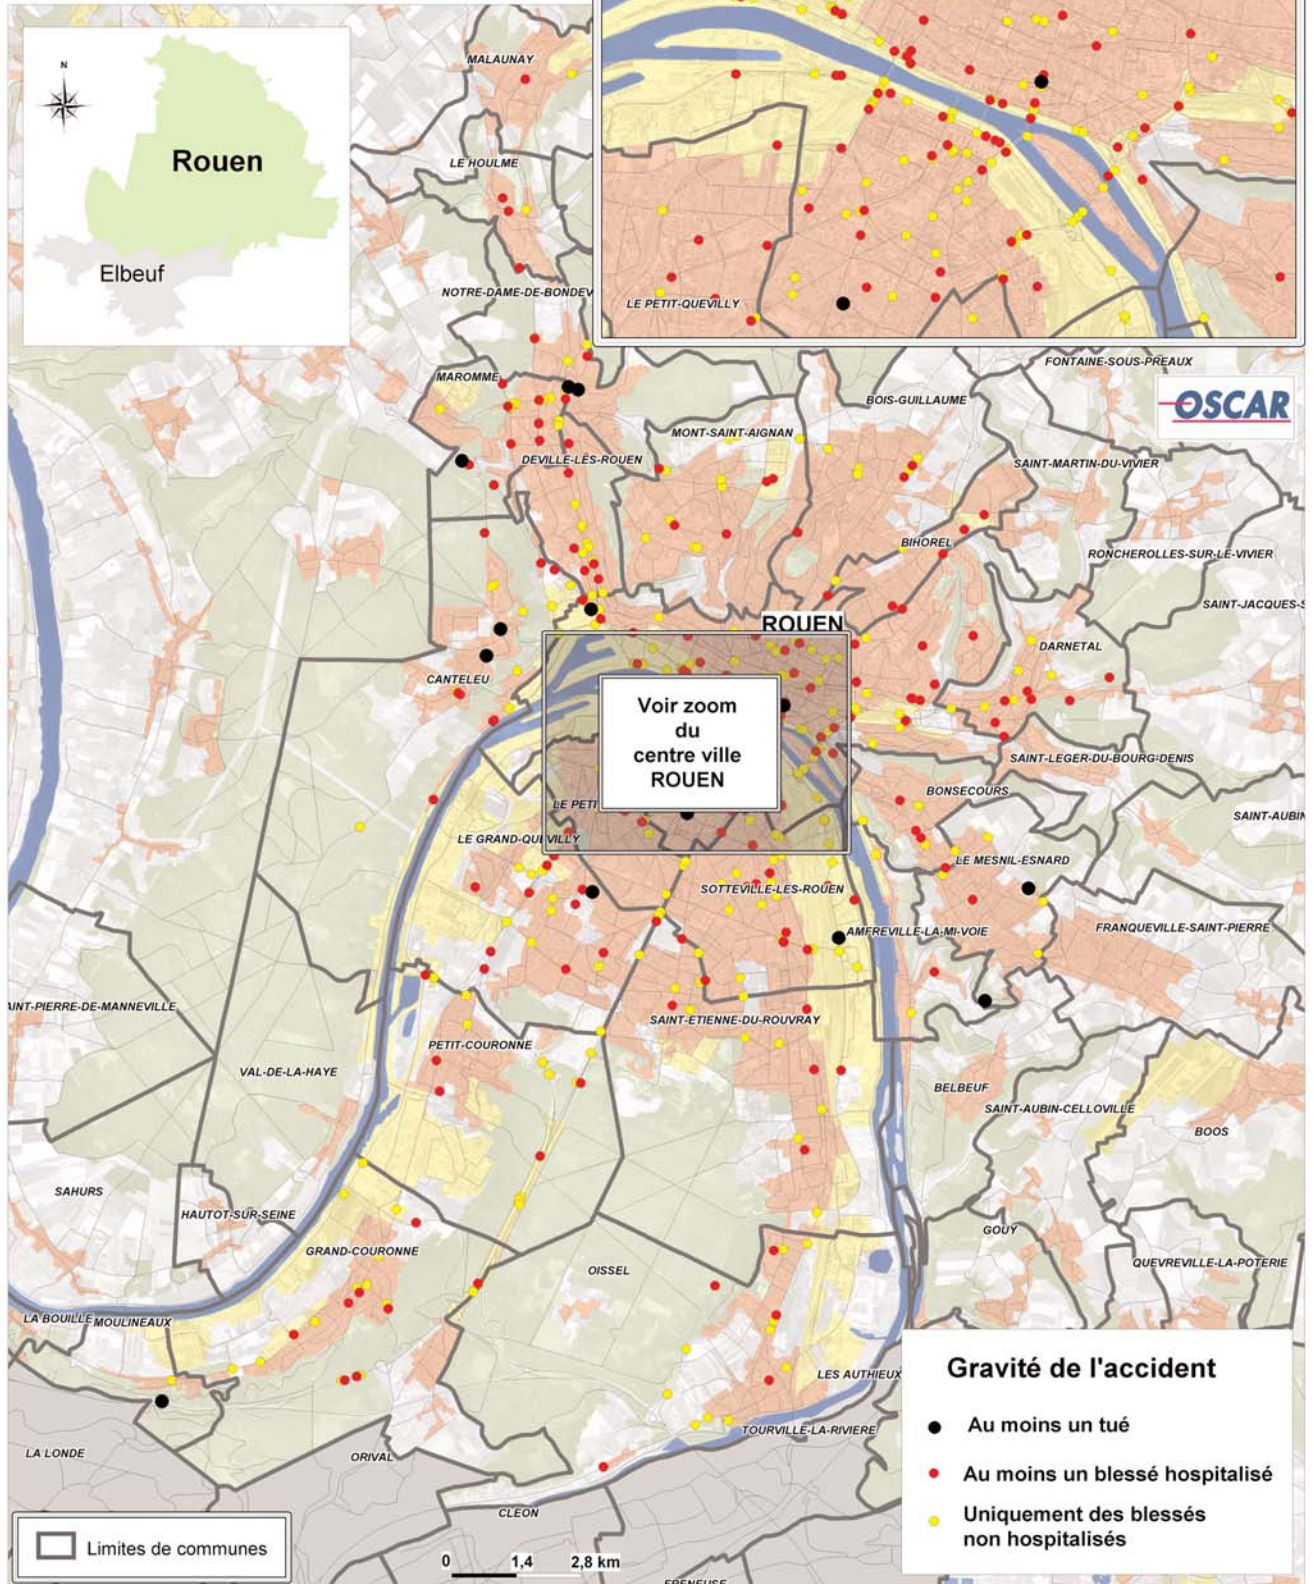 N
Rouen
Elbeuf
MALAUNAY
LE HOULME
NOTRE-DAME-DE-BONDEV
LE PETIT-QUEVILLY
FONTAINE-SOUS-PREAUX
MAROMME
BOIS-GUILLAUME
OSCAR
MONT-SAINT-AIGNAN
DEVILLE-LES-ROUEN
SAINT-MARTIN-DU-VIVIER
BIHOREL
RONCHEROLLES-SUR-LE-VIVIER
SAINT-JACQUES-S
ROUEN
DARNETAL
CANTELEU
Voir zoom
du
centre ville
ROUEN
SAINT-LEGER-DU-BOURG-DENIS
BONSECOURS
LE PETI
SAINT-AUBIN
LE GRAND-QUEVILLY
LE MESNIL-ESNARD
SOTTEVILLE-LES-ROUEN
AMFREVILLE-LA-MI-VOIE
FRANQUEVILLE-SAINT-PIERRE
AINT-PIERRE-DE-MANNEVILLE
SAINT-ETIENNE-DU-ROUVRAY
PETIT-COURONNE
VAL-DE-LA-HAYE
BELBEUF
SAINT-AUBIN-CELLOVILLE
BOOS
SAHURS
HAUTOT-SUR-SEINE
GOUY
GRAND-COURONNE
QUEVREVILLE-LA-POTERIE
OISSEL
LA BOUILLE
MOULINEAUX
LES AUTHIEUX
TOURVILLE-LA-RIVIERE
LA LONDE
ORIVAL
CLEON
FRENEUSE
Gravité de l'accident
Au moins un tué
Au moins un blessé hospitalisé
Uniquement des blessés
non hospitalisés
Limites de communes
0 1,4 2,8 km